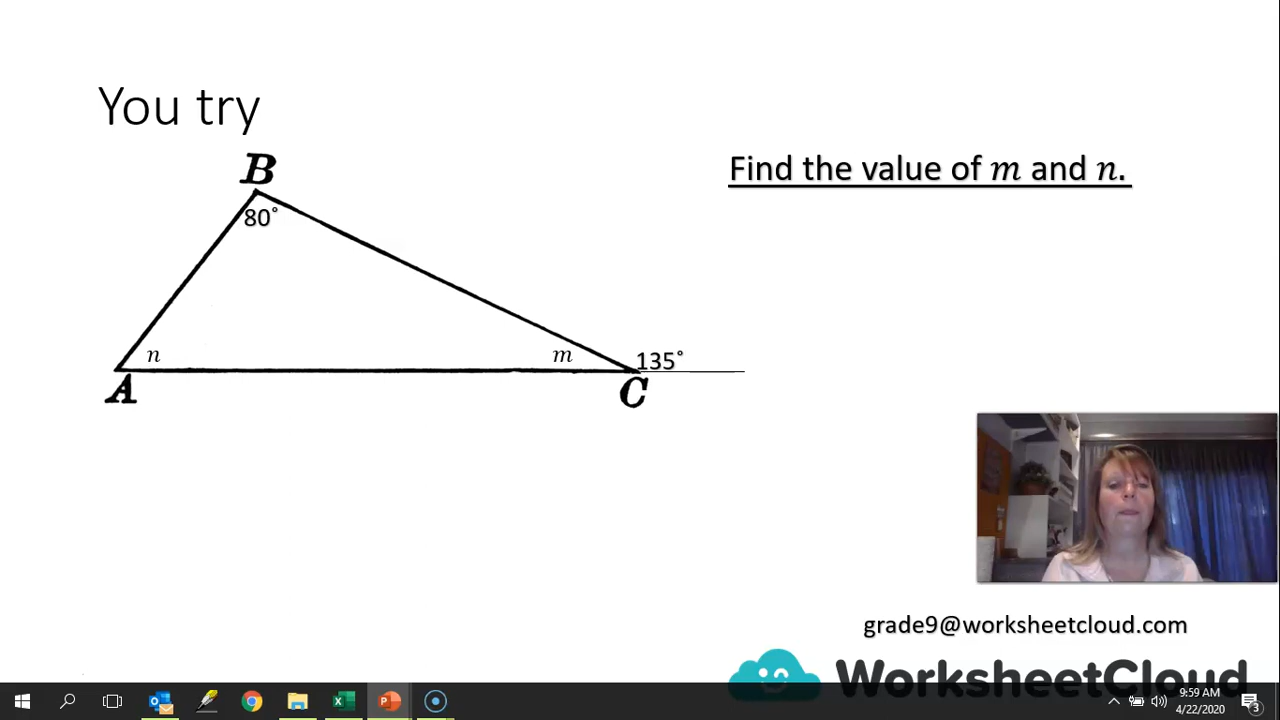 You try
Find the value of m and n.
B
80°
n
m
135°
A
C
grade9@worksheetcloud.com
WorksheetCloud
9:59 AM
4/22/2020
3